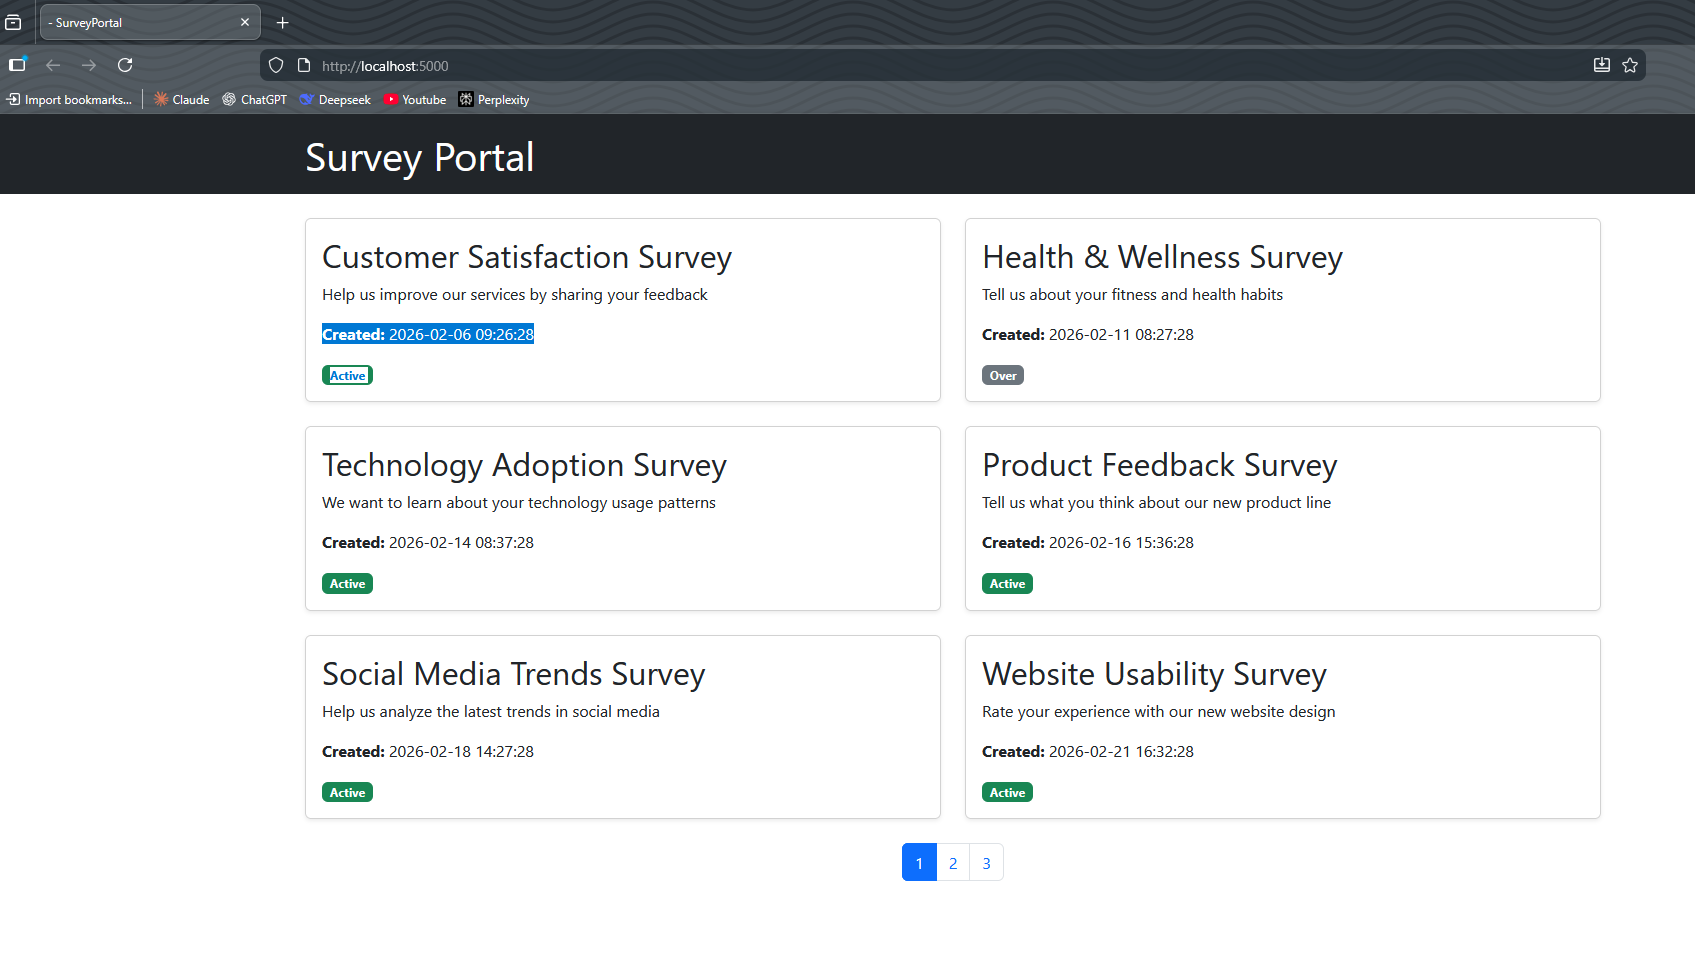 - SurveyPortal
http://localhost:5000
Import bookmarks... Claude ChatGPT Deepseek Youtube Perplexity
Survey Portal
Customer Satisfaction Survey
Help us improve our services by sharing your feedback
Created: 2026-02-06 09:26:28
Active
Health & Wellness Survey
Tell us about your fitness and health habits
Created: 2026-02-11 08:27:28
Over
Technology Adoption Survey
We want to learn about your technology usage patterns
Created: 2026-02-14 08:37:28
Active
Product Feedback Survey
Tell us what you think about our new product line
Created: 2026-02-16 15:36:28
Active
Social Media Trends Survey
Help us analyze the latest trends in social media
Created: 2026-02-18 14:27:28
Active
Website Usability Survey
Rate your experience with our new website design
Created: 2026-02-21 16:32:28
Active
1 2 3